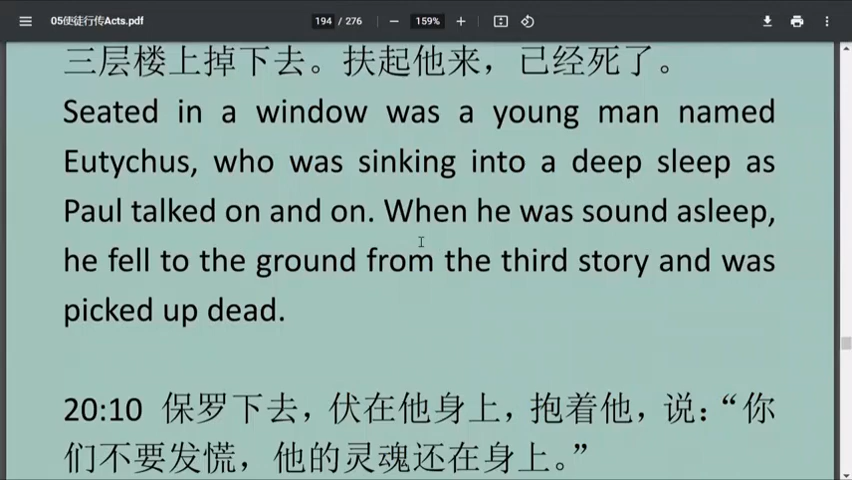 05使徒行传Acts.pdf
194 / 276
159%
三层楼上掉下去。扶起他来，已经死了。
Seated in a window was a young man named
Eutychus, who was sinking into a deep sleep as
Paul talked on and on. When he was sound asleep,
he fell to the ground from the third story and was
picked up dead.
20:10 保罗下去，伏在他身上，抱着他，说：“你
们不要发慌，他的灵魂还在身上。”